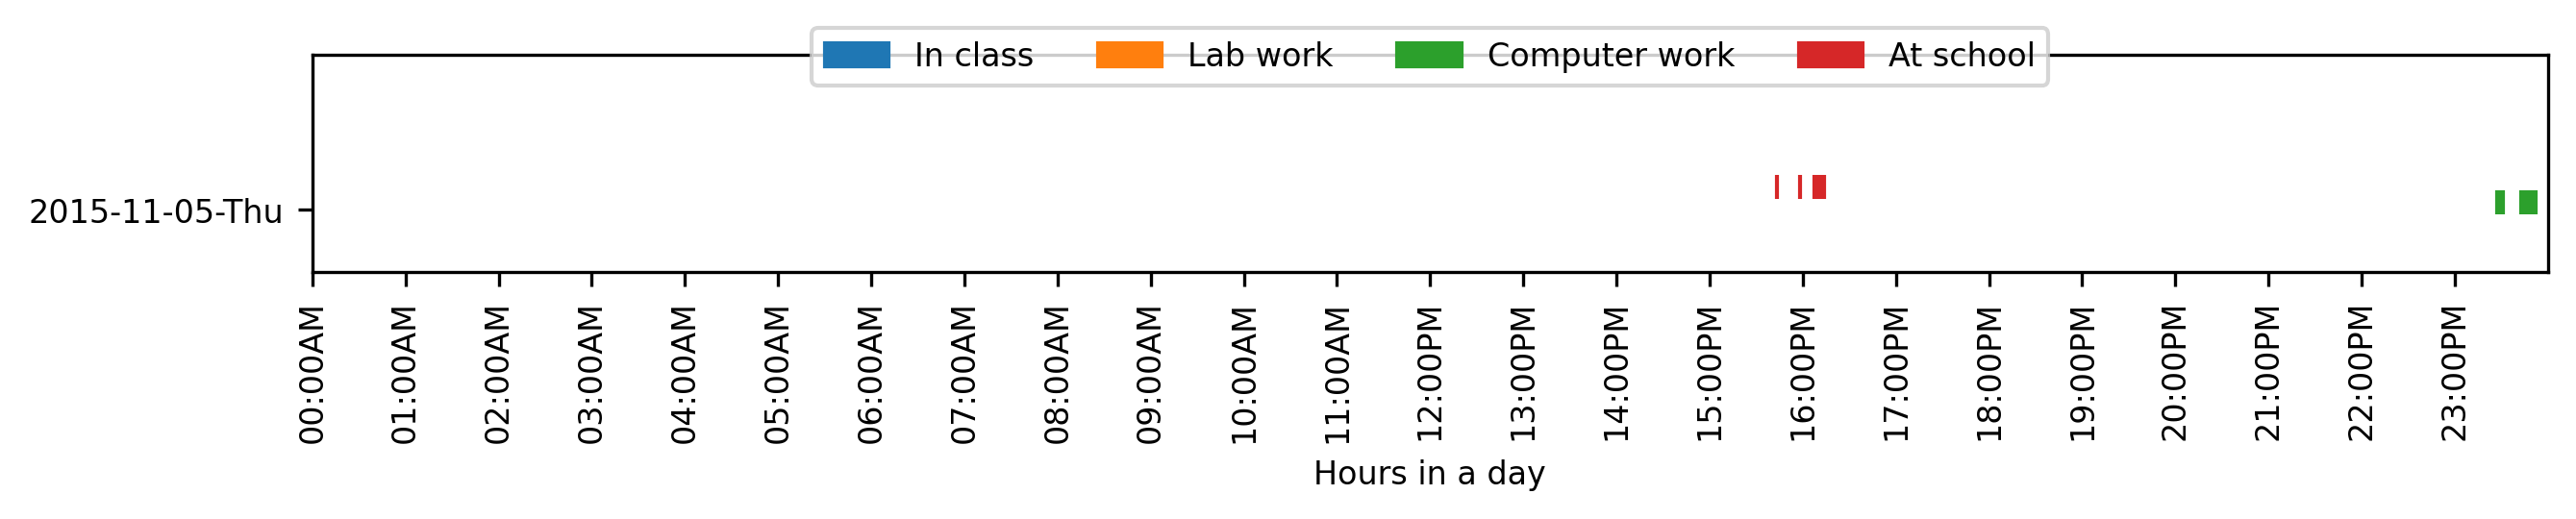 In class Lab work Computer work At school
2015-11-05-Thu
00:00AM 01:00AM 02:00AM 03:00AM 04:00AM 05:00AM 06:00AM 07:00AM 08:00AM 09:00AM 10:00AM 11:00AM 12:00PM 13:00PM 14:00PM 15:00PM 16:00PM 17:00PM 18:00PM 19:00PM 20:00PM 21:00PM 22:00PM 23:00PM
Hours in a day